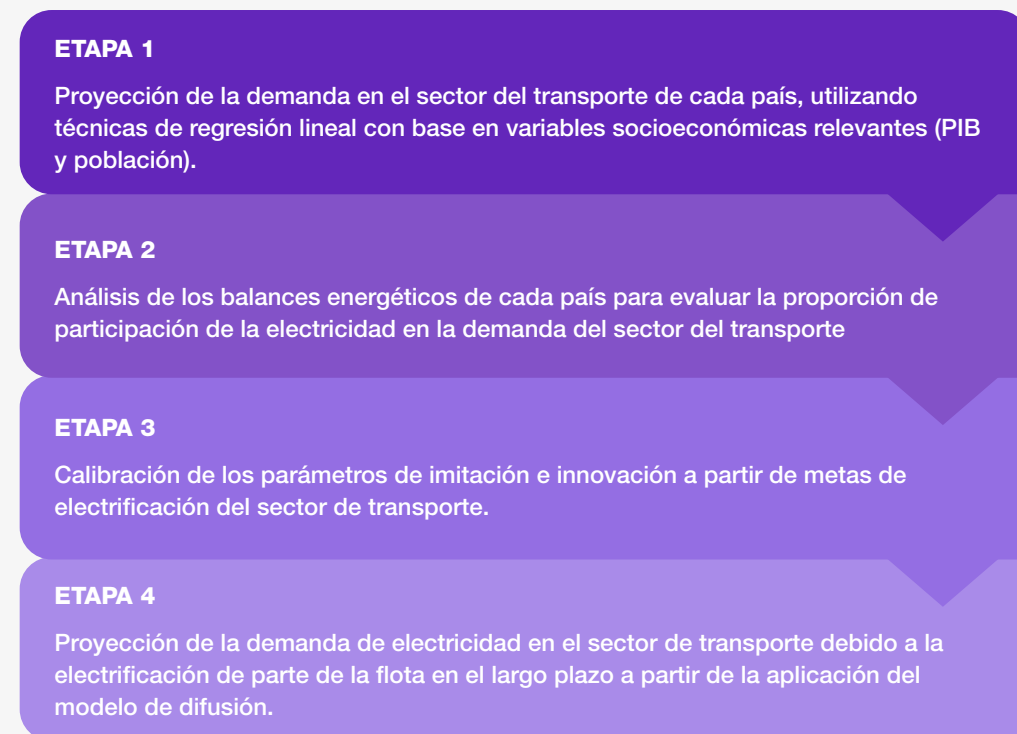 ETAPA 1
Proyección de la demanda en el sector del transporte de cada país, utilizando
técnicas de regresión lineal con base en variables socioeconómicas relevantes (PIB
y población).
ETAPA 2
Análisis de los balances energéticos de cada país para evaluar la proporción de
participación de la electricidad en la demanda del sector del transporte
ETAPA 3
Calibración de los parámetros de imitación e innovación a partir de metas de
electrificación del sector de transporte.
ETAPA 4
Proyección de la demanda de electricidad en el sector de transporte debido a la
electrificación de parte de la flota en el largo plazo a partir de la aplicación del
modelo de difusión.